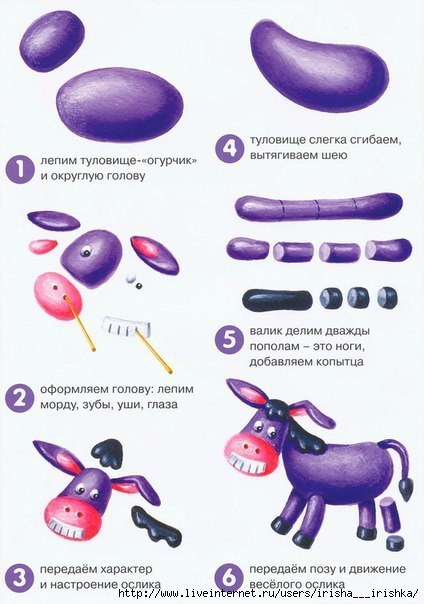 1
лепим туловище-«огурчик»
и округлую голову
2
оформляем голову: лепим
морду, зубы, уши, глаза
3
передаём характер
и настроение ослика
4
туловище слегка сгибаем,
вытягиваем шею
5
валик делим дважды
пополам – это ноги,
добавляем копытца
6
передаём позу и движение
весёлого ослика
http://www.liveinternet.ru/users/irisha___irishka/